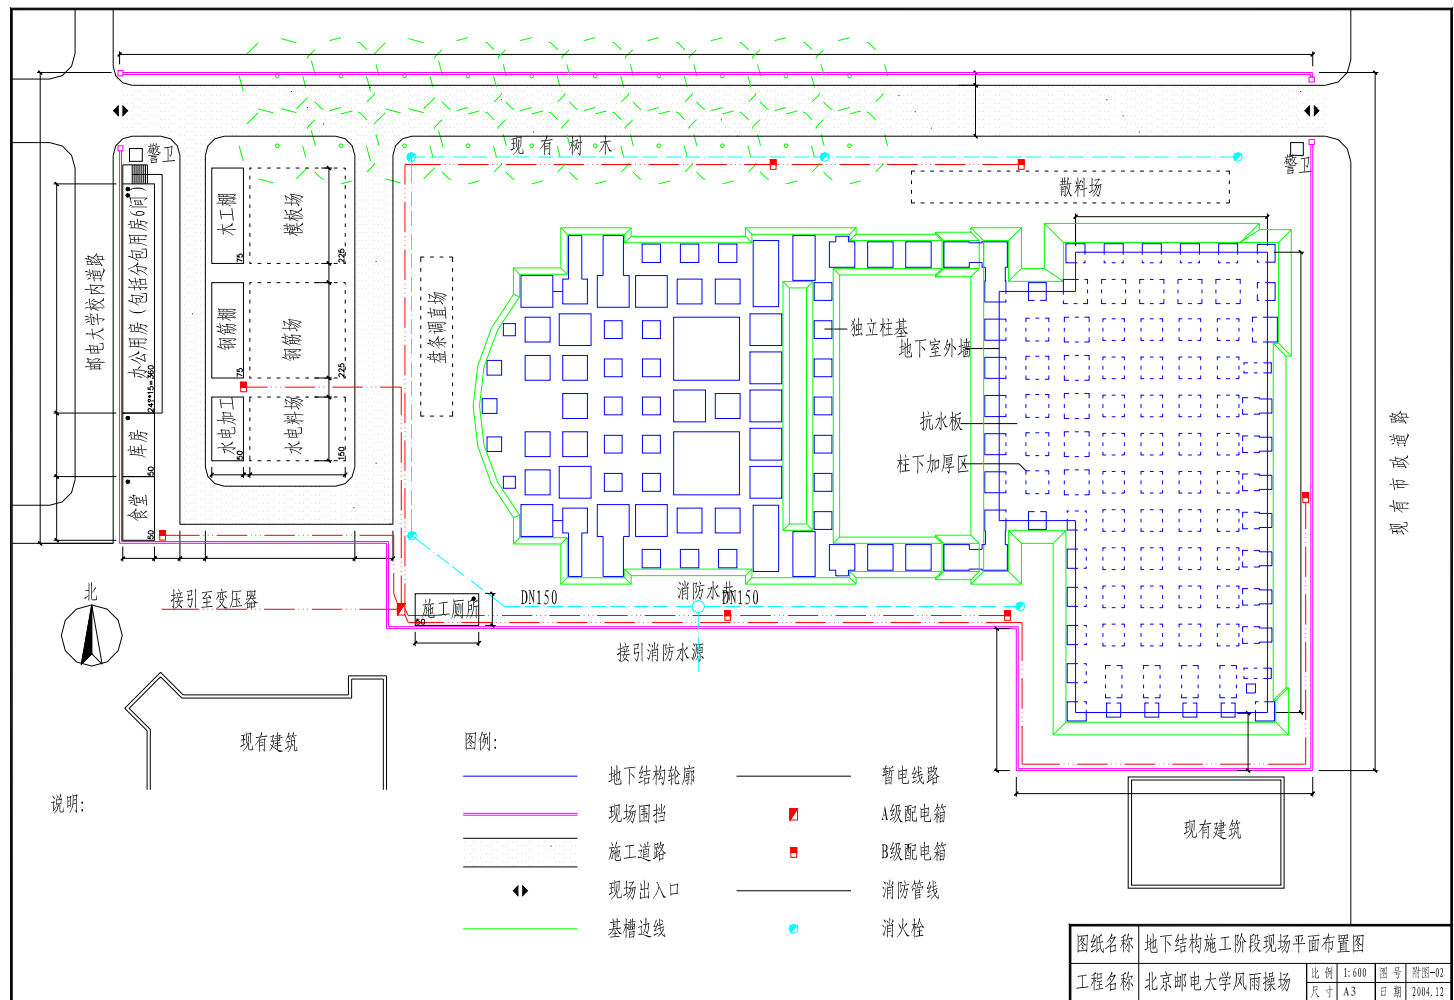 现有树木
警卫
警卫
散料场
木工棚
模板场
75
225
办公用房(包括分包用房6间)
邮电大学校内道路
钢筋棚
钢筋场
75
225
盘条调直场
独立柱基
地下室外墙
抗水板
柱下加厚区
水电加工
水电料场
50
150
库房
50
食堂
50
现有市政道路
北
接引至变压器
施工厕所
50
DN150
消防水井
DN150
接引消防水源
现有建筑
说明:
图例:
地下结构轮廓
暂电线路
现场围挡
A级配电箱
施工道路
B级配电箱
现场出入口
消防管线
基槽边线
消火栓
现有建筑
图纸名称 地下结构施工阶段现场平面布置图
工程名称 北京邮电大学风雨操场
比例 1:600 图号 附图-02
尺寸 A3 日期 2004.12